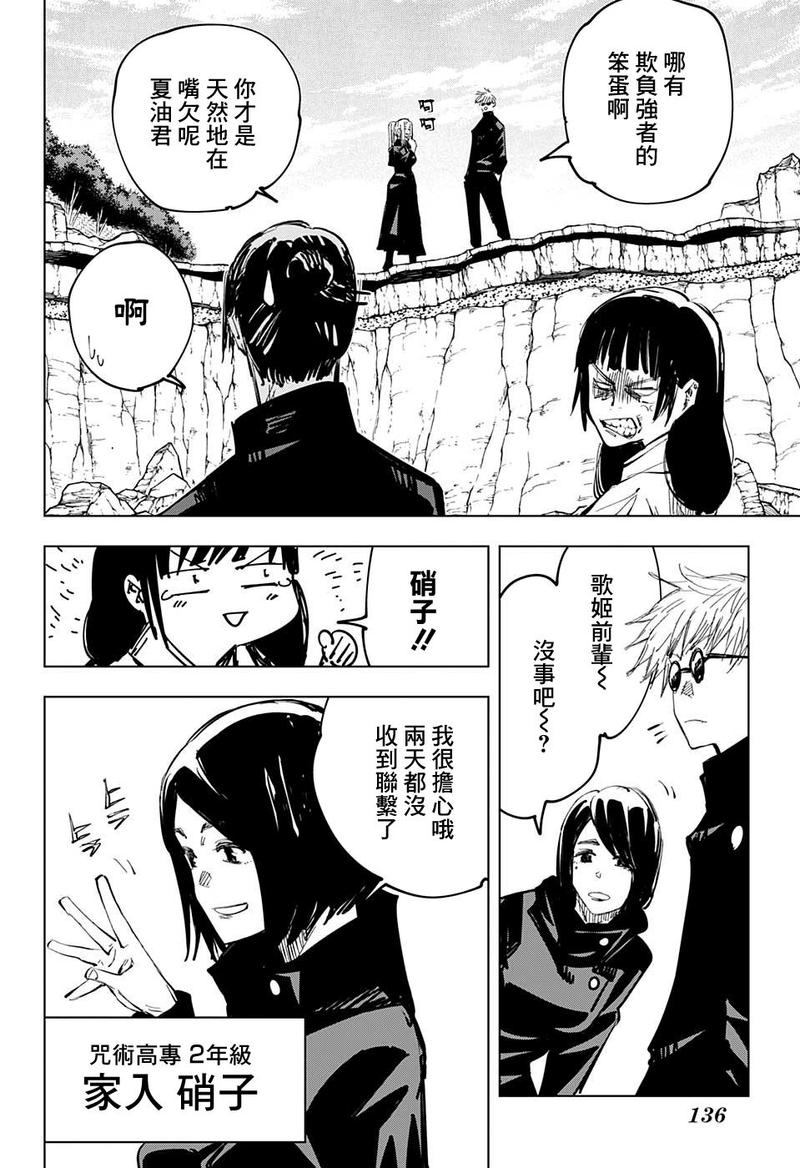 哪有
欺負強者的
笨蛋啊
呵
呵
你才是
天然地在
嘴欠呢
夏油君
啊
歌姬前輩～
沒事吧～？
硝子!!
我很擔心哦
兩天都沒
收到聯繫了
咒術高專 2年級
家入 硝子
136